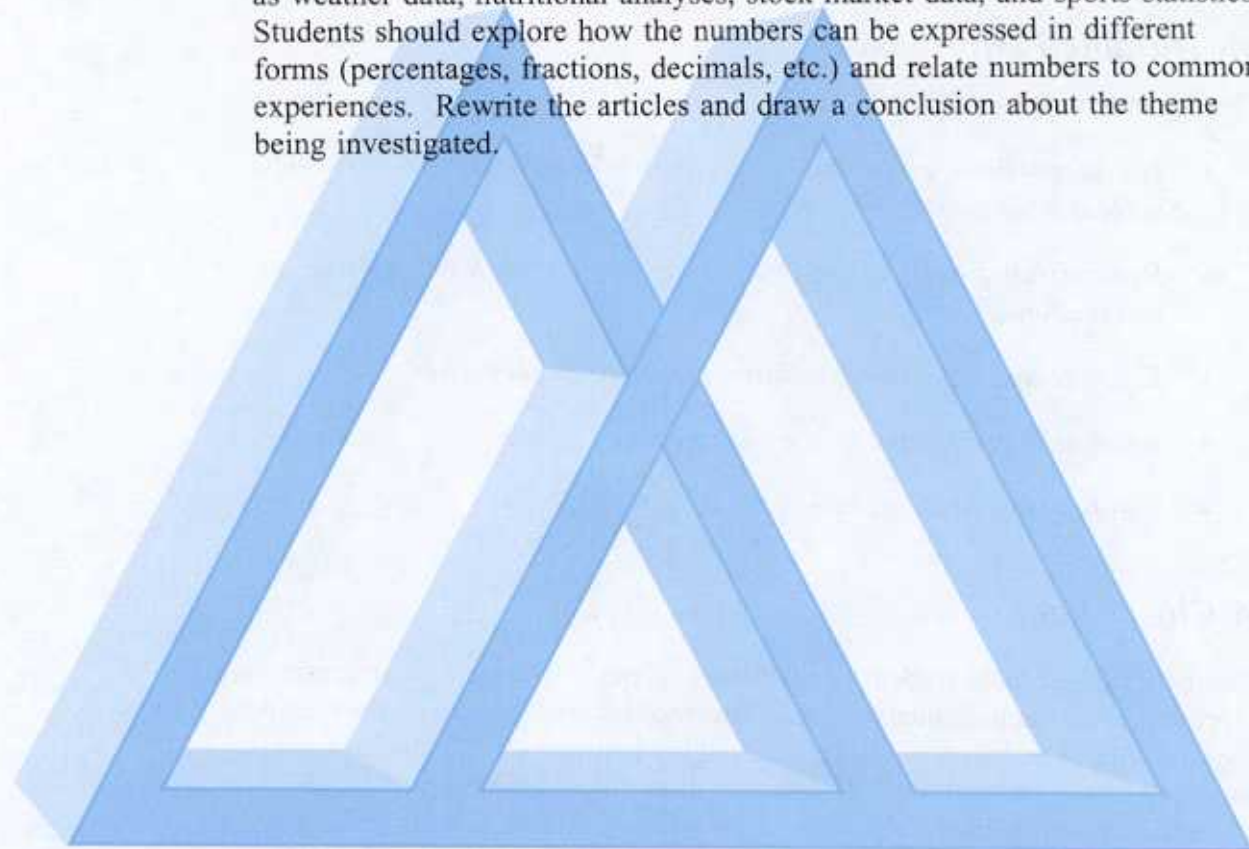 as weather data, nutritional analyses, stock market data, and sports statistics
Students should explore how the numbers can be expressed in different
forms (percentages, fractions, decimals, etc.) and relate numbers to common
experiences.  Rewrite the articles and draw a conclusion about the theme
being investigated.